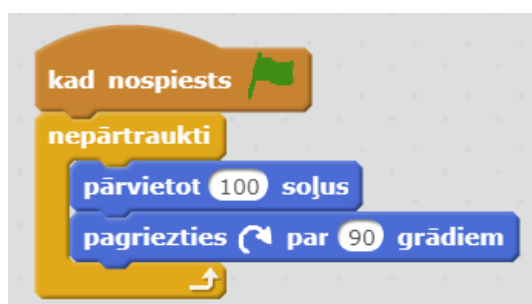 kad nospiests
nepārtraukti
pārvietot 100 soļus
pagriezties par 90 grādiem